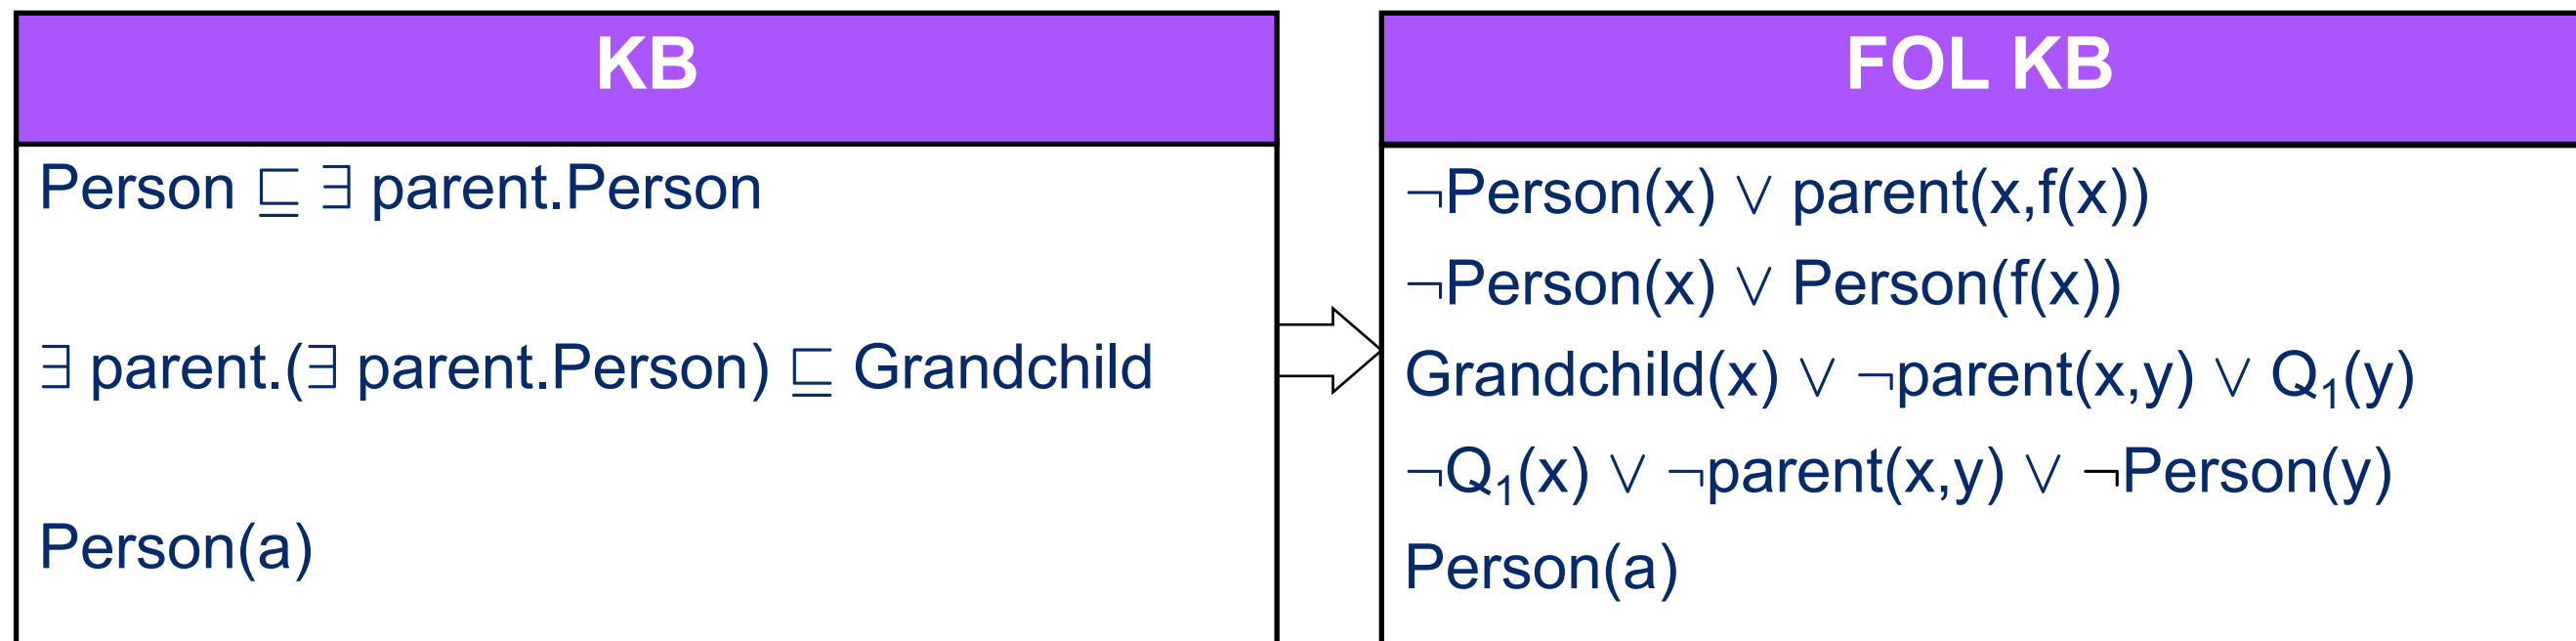 KB
Person ⊑ ∃ parent.Person
∃ parent.(∃ parent.Person) ⊑ Grandchild
Person(a)
FOL KB
¬Person(x) ∨ parent(x,f(x))
¬Person(x) ∨ Person(f(x))
Grandchild(x) ∨ ¬parent(x,y) ∨ Q₁(y)
¬Q₁(x) ∨ ¬parent(x,y) ∨ ¬Person(y)
Person(a)